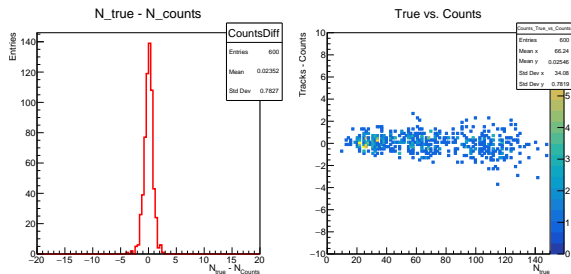 N_true - N_counts
CountsDiff
Entries 600
Mean 0.02352
Std Dev 0.7827
Entries
140
120
100
80
60
40
20
0
−20 −15 −10 −5 0 5 10 15 20
N_true - N_Counts
True vs. Counts
Counts_True_vs_Counts
Entries 600
Mean x 66.24
Mean y 0.02546
Std Dev x 34.08
Std Dev y 0.7819
Tracks - Counts
10
8
6
4
2
0
−2
−4
−6
−8
−10
0 20 40 60 80 100 120 140
N_true
5
4
3
2
1
0